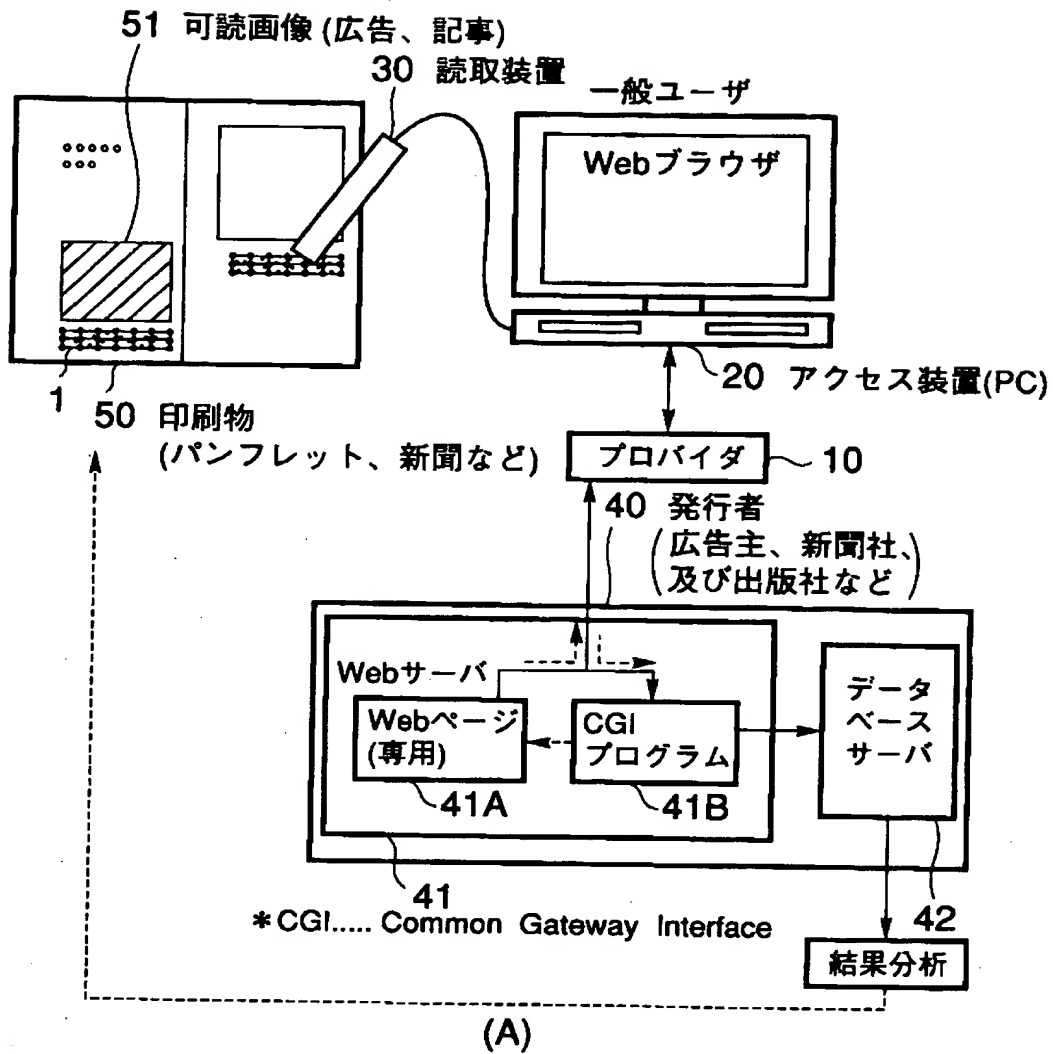 51 可読画像(広告、記事)
30 読取装置
一般ユーザ
Webブラウザ
1
50 印刷物
(パンフレット、新聞など)
20 アクセス装置(PC)
プロバイダ
10
40 発行者
(広告主、新聞社、
及び出版社など)
Webサーバ
Webページ
(専用)
41A
CGI
プログラム
41B
データ
ベース
サーバ
41
42
*CGI..... Common Gateway Interface
結果分析
(A)